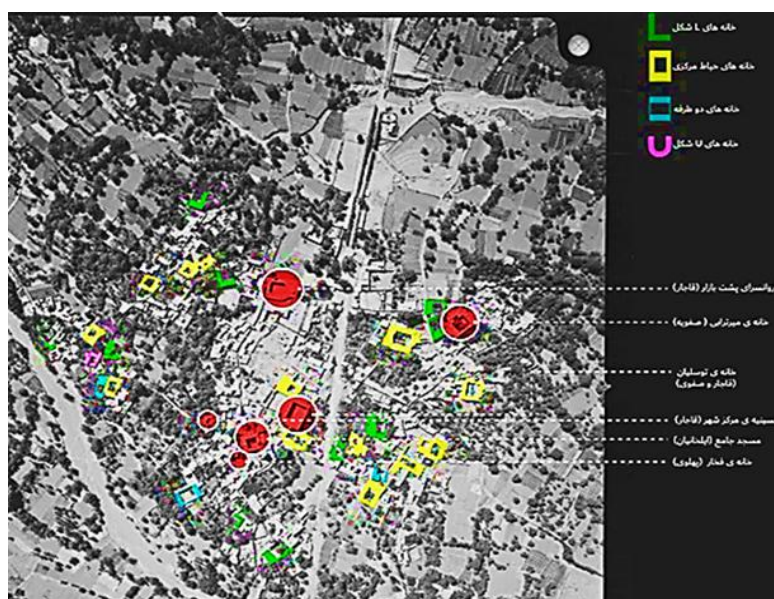 خانه های L شکل
خانه های حیاط مرکزی
خانه های دو طرفه
خانه های U شکل
روانسرای پشت بازار (قاجار)
خانه ی میرترابی ( صفویه)
خانه ی توسلیان
(قاجار و صفوی)
سینیه ی مرکز شهر (قاجار)
مسجد جامع (ایلخانیان)
خانه ی فخار (پهلوی)